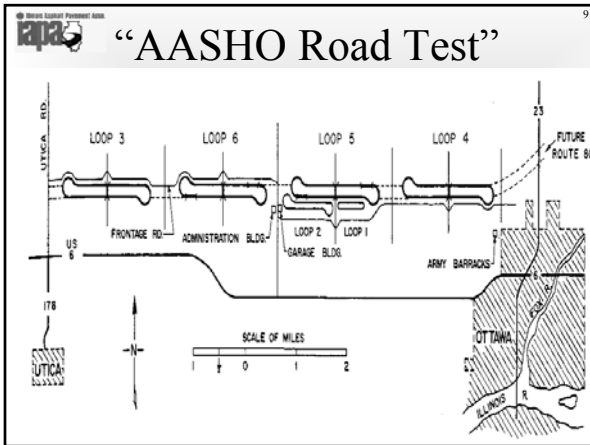 Illinois Asphalt Pavement Assn.
iapa
“AASHO Road Test”
9
UTICA RD.
LOOP 3
LOOP 6
LOOP 5
LOOP 4
23
FUTURE
ROUTE 80
FRONTAGE RD.
ADMINISTRATION BLDG.
LOOP 2
LOOP 1
GARAGE BLDG.
ARMY BARRACKS
US
6
6
178
UTICA
N
SCALE OF MILES
1
0
1
2
OTTAWA
FOX R.
ILLINOIS
R